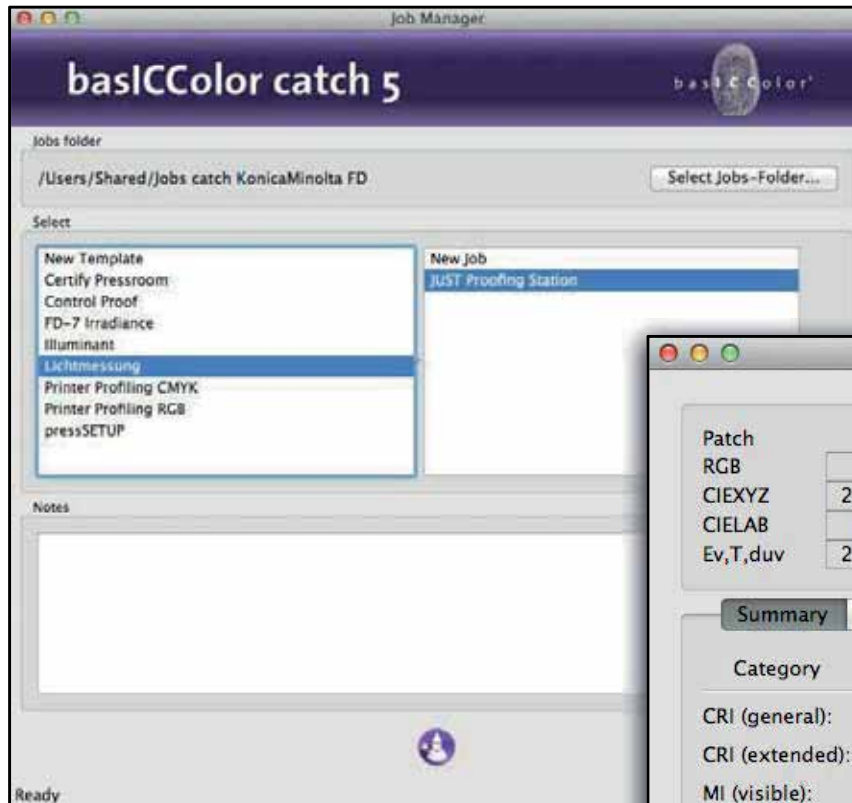 Job Manager
basICColor catch 5
basICColor
Jobs folder
/Users/Shared/Jobs catch KonicaMinolta FD
Select Jobs-Folder...
Select
New Template
Certify Pressroom
Control Proof
FD-7 Irradiance
Illuminant
Lichtmessung
Printer Profiling CMYK
Printer Profiling RGB
pressSETUP
New Job
JUST Proofing Station
Notes
Ready
Patch
RGB
CIEXYZ 2
CIELAB
Ev,T,duv 2
Summary
Category
CRI (general):
CRI (extended):
MI (visible):